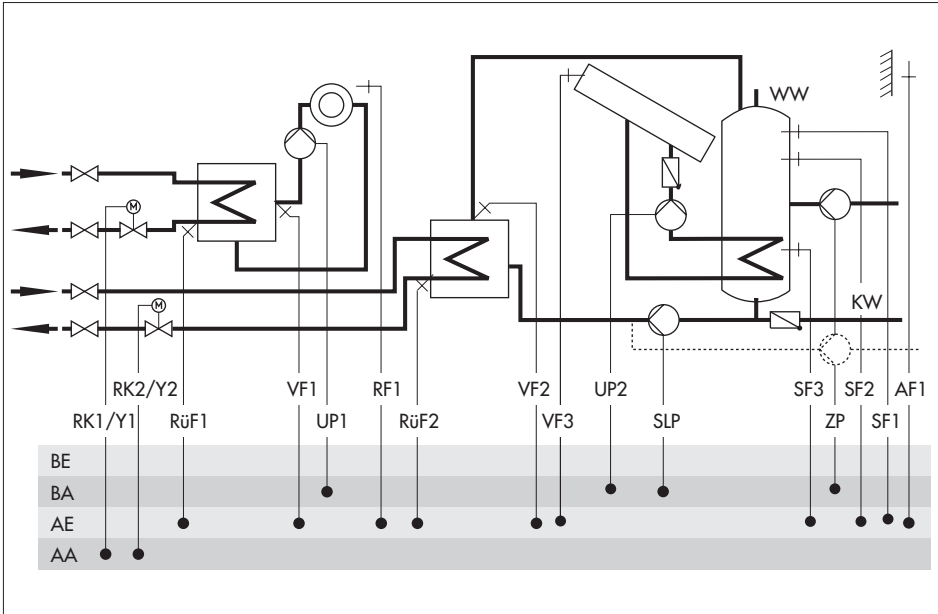 WW
M
KW
M
RK2/Y2 VF1 RF1 VF2 UP2 SF3 SF2 AF1
RK1/Y1 RüF1 UP1 RüF2 VF3 SLP ZP SF1
BE
BA
AE
AA